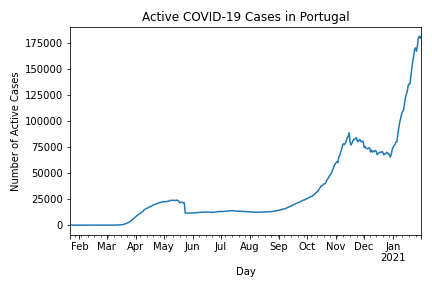 Active COVID-19 Cases in Portugal
Number of Active Cases
175000
150000
125000
100000
75000
50000
25000
0
Feb Mar Apr May Jun Jul Aug Sep Oct Nov Dec Jan
2021
Day